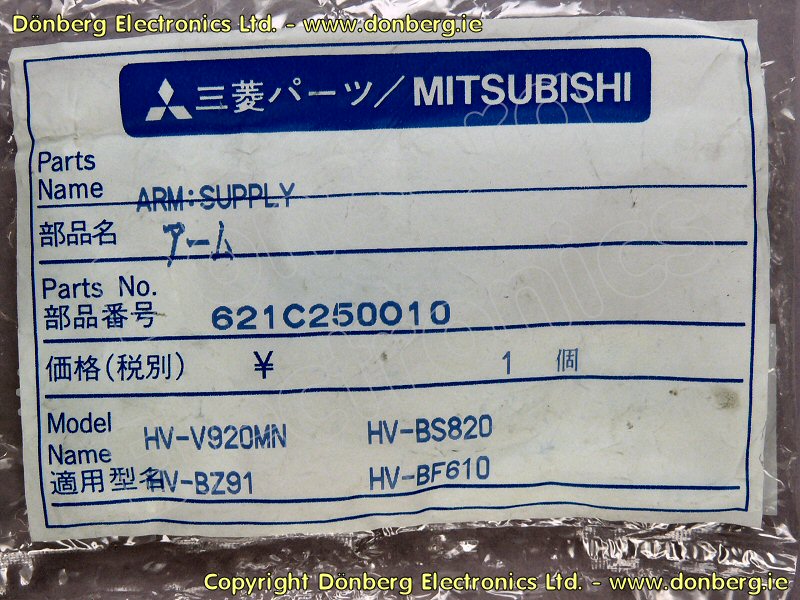 Dönberg Electronics Ltd. - www.donberg.ie
三菱パーツ/MITSUBISHI
Parts
Name ARM:SUPPLY
部品名 アーム
Parts No.
部品番号 621C250010
価格(税別) ¥ 1 個
Model
Name HV-V920MN HV-BS820
適用型名 HV-BZ91 HV-BF610
Copyright Dönberg Electronics Ltd. - www.donberg.ie